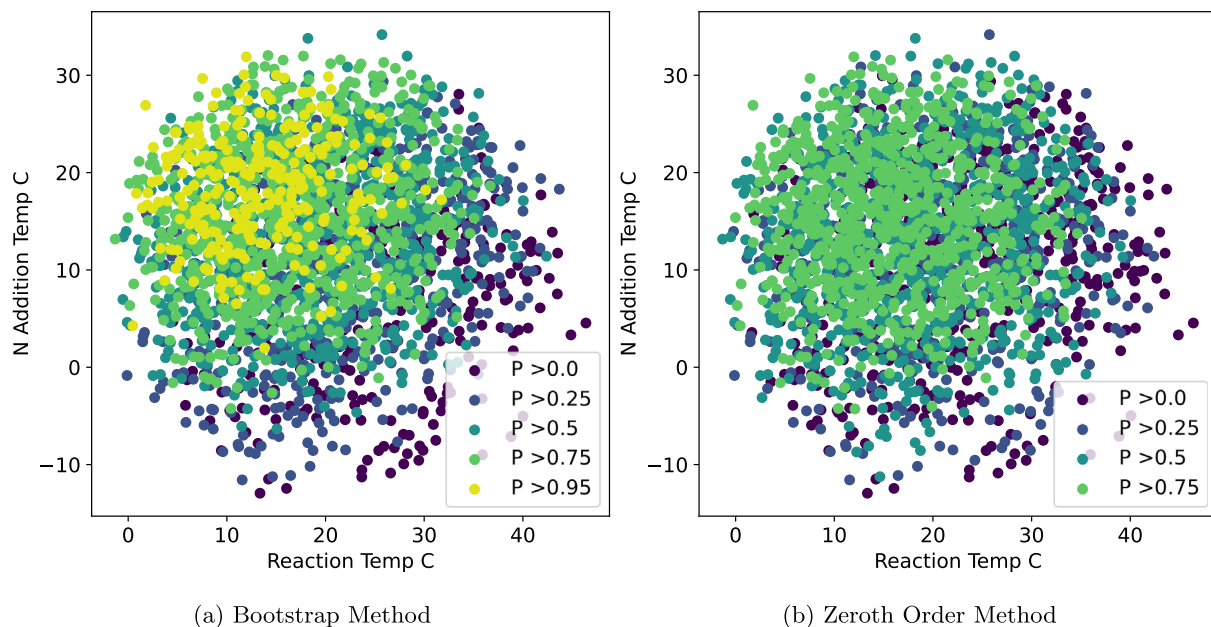 30
20
10
0
−10
N Addition Temp C
0 10 20 30 40
Reaction Temp C
P >0.0
P >0.25
P >0.5
P >0.75
P >0.95
(a) Bootstrap Method
30
20
10
0
−10
N Addition Temp C
0 10 20 30 40
Reaction Temp C
P >0.0
P >0.25
P >0.5
P >0.75
(b) Zeroth Order Method